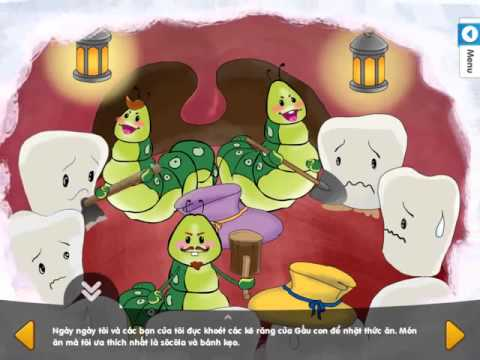 Menu
Ngày ngày tôi và các bạn của tôi đục khoét các kẽ răng của Gấu con để nhặt thức ăn. Món
ăn mà tôi ưa thích nhất là sôcôla và bánh kẹo.